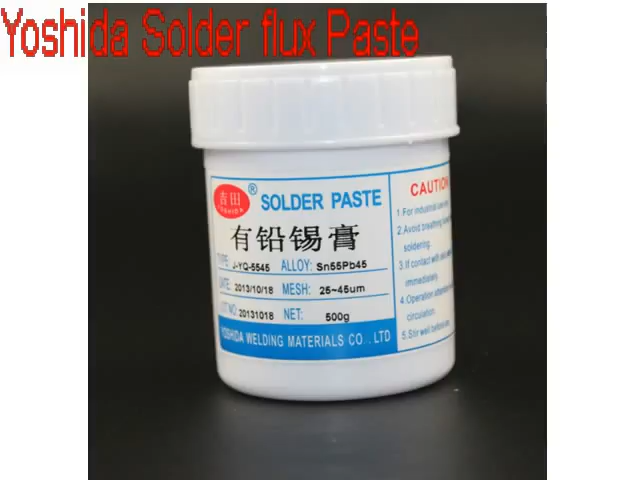 Yoshida Solder flux Paste
吉田
YOSHIDA
®
SOLDER PASTE
有铅锡膏
TYPE: J-YQ-5545 ALLOY: Sn55Pb45
DATE: 2013/10/18 MESH: 25~45um
LOT NO: 20131018 NET: 500g
YOSHIDA WELDING MATERIALS CO., LTD
CAUTION
1.For industrial use
2.Avoid breathing
soldering.
3.If contact with skin
immediately.
4.Operation
circulation.
5.Stir well before